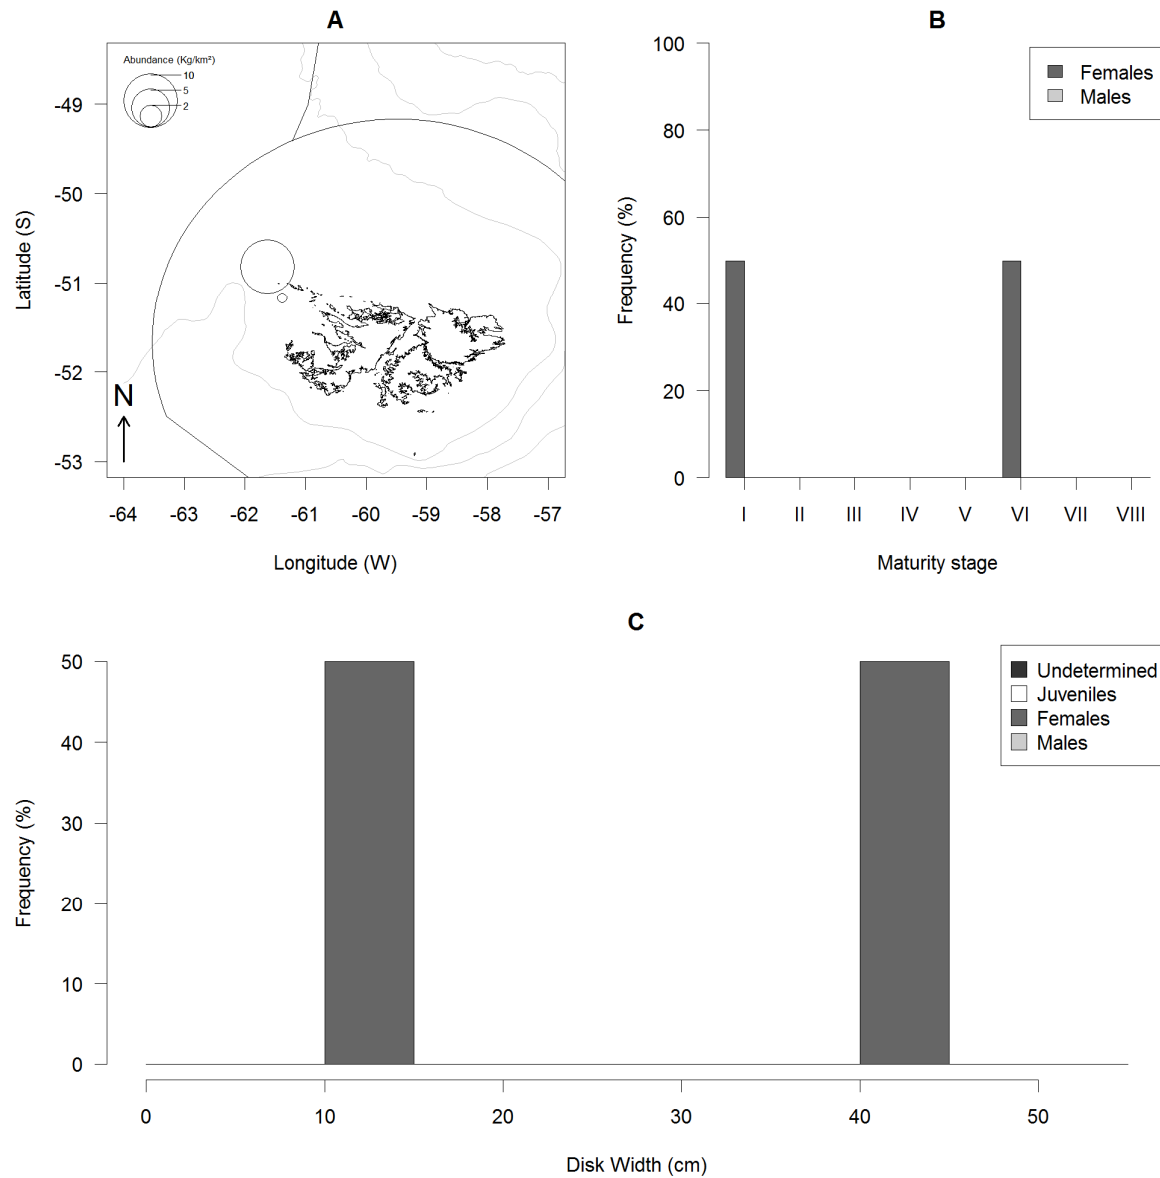 A
Abundance (Kg/km²)
10
5
2
-49
-50
-51
-52
-53
N
-64 -63 -62 -61 -60 -59 -58 -57
Latitude (S)
Longitude (W)
B
100
80
60
40
20
0
Females
Males
I II III IV V VI VII VIII
Frequency (%)
Maturity stage
C
50
40
30
20
10
0
Undetermined
Juveniles
Females
Males
0 10 20 30 40 50
Frequency (%)
Disk Width (cm)